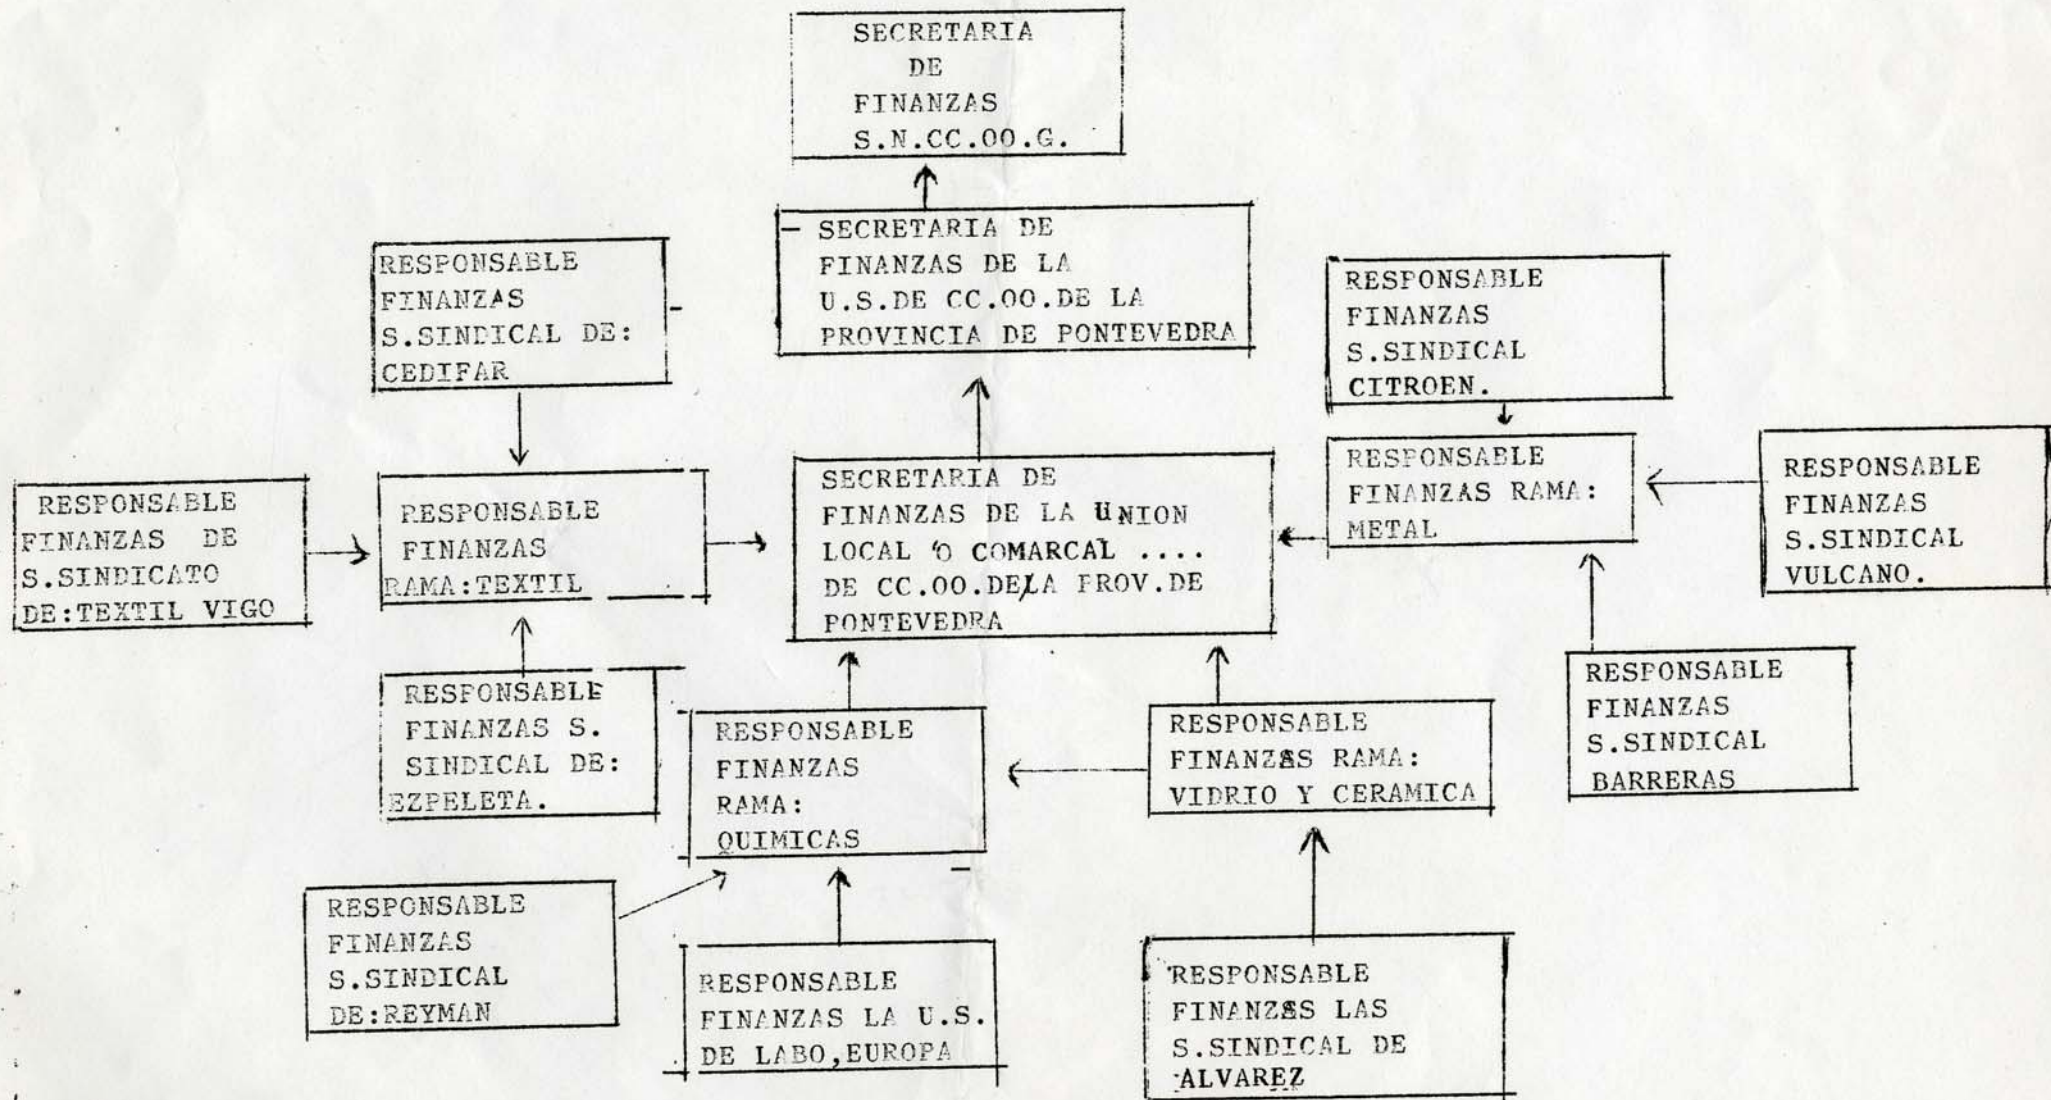 SECRETARIA
DE
FINANZAS
S.N.CC.OO.G.
- SECRETARIA DE
FINANZAS DE LA
U.S.DE CC.OO.DE LA
PROVINCIA DE PONTEVEDRA
RESPONSABLE
FINANZAS
S.SINDICAL DE:
CEDIFAR
RESPONSABLE
FINANZAS
S.SINDICAL
CITROEN.
RESPONSABLE
FINANZAS DE
S.SINDICATO
DE:TEXTIL VIGO
RESPONSABLE
FINANZAS
RAMA:TEXTIL
SECRETARIA DE
FINANZAS DE LA UNION
LOCAL O COMARCAL ....
DE CC.OO.DE/LA PROV.DE
PONTEVEDRA
RESPONSABLE
FINANZAS RAMA:
METAL
RESPONSABLE
FINANZAS
S.SINDICAL
VULCANO.
RESPONSABLE
FINANZAS S.
SINDICAL DE:
EZPELETA.
RESPONSABLE
FINANZAS
RAMA:
QUIMICAS
RESPONSABLE
FINANZAS RAMA:
VIDRIO Y CERAMICA
RESPONSABLE
FINANZAS
S.SINDICAL
BARRERAS
RESPONSABLE
FINANZAS
S.SINDICAL
DE:REYMAN
RESPONSABLE
FINANZAS LA U.S.
DE LABO,EUROPA
RESPONSABLE
FINANZAS LAS
S.SINDICAL DE
ALVAREZ